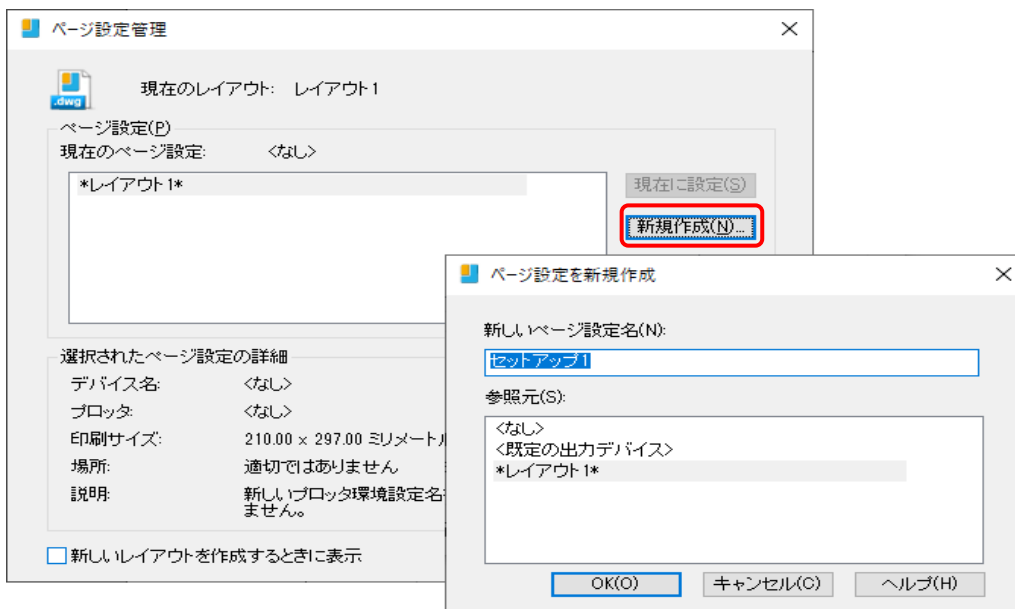 ページ設定管理
.dwg
現在のレイアウト: レイアウト1
ページ設定(P)
現在のページ設定: <なし>
*レイアウト1*
現在に設定(S)
新規作成(N)...
選択されたページ設定の詳細
デバイス名: <なし>
プロッタ: <なし>
印刷サイズ: 210.00 × 297.00 ミリメートル
場所: 適切ではありません
説明: 新しいプロッタ環境設定名
ません。
新しいレイアウトを作成するときに表示
ページ設定を新規作成
新しいページ設定名(N):
セットアップ1
参照元(S):
<なし>
<既定の出力デバイス>
*レイアウト1*
OK(O)
キャンセル(C)
ヘルプ(H)